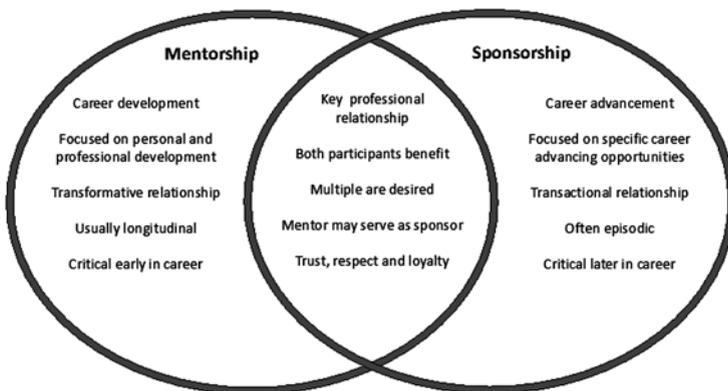 Mentorship
Career development
Focused on personal and
professional development
Transformative relationship
Usually longitudinal
Critical early in career
Key professional
relationship
Both participants benefit
Multiple are desired
Mentor may serve as sponsor
Trust, respect and loyalty
Sponsorship
Career advancement
Focused on specific career
advancing opportunities
Transactional relationship
Often episodic
Critical later in career